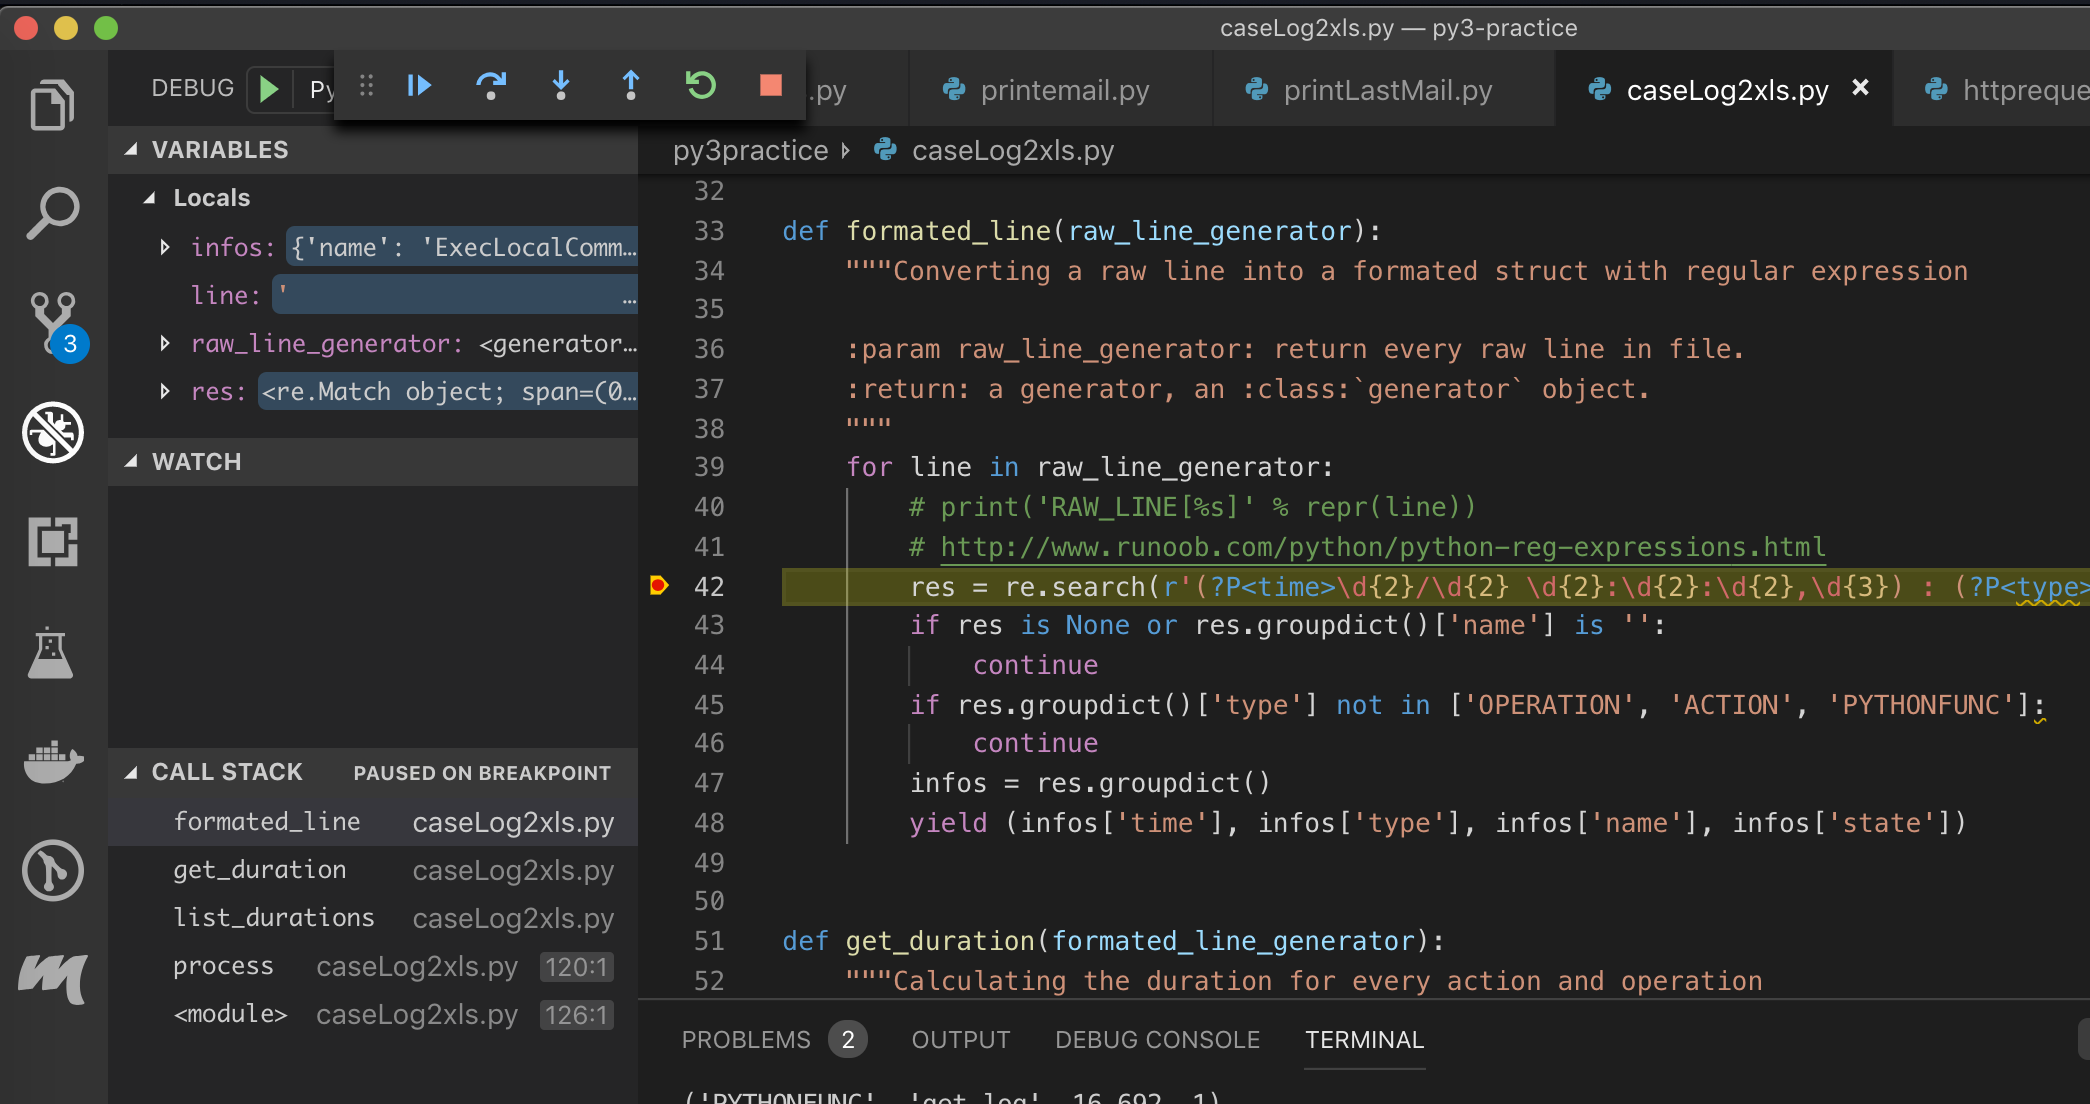 caseLog2xls.py — py3-practice
DEBUG Py
.py
printemail.py
printLastMail.py
caseLog2xls.py
httpreque
VARIABLES
Locals
infos: {'name': 'ExecLocalComm...
line: ' ...
raw_line_generator: <generator...
res: <re.Match object; span=(0...
3
WATCH
CALL STACK PAUSED ON BREAKPOINT
formated_line caseLog2xls.py
get_duration caseLog2xls.py
list_durations caseLog2xls.py
process caseLog2xls.py 120:1
<module> caseLog2xls.py 126:1
py3practice caseLog2xls.py
32
33 def formated_line(raw_line_generator):
34     """Converting a raw line into a formated struct with regular expression
35
36     :param raw_line_generator: return every raw line in file.
37     :return: a generator, an :class:`generator` object.
38     """
39     for line in raw_line_generator:
40         # print('RAW_LINE[%s]' % repr(line))
41         # http://www.runoob.com/python/python-reg-expressions.html
42         res = re.search(r'(?P<time>\d{2}/\d{2} \d{2}:\d{2}:\d{2},\d{3}) : (?P<type>
43         if res is None or res.groupdict()['name'] is '':
44             continue
45         if res.groupdict()['type'] not in ['OPERATION', 'ACTION', 'PYTHONFUNC']:
46             continue
47         infos = res.groupdict()
48         yield (infos['time'], infos['type'], infos['name'], infos['state'])
49
50
51 def get_duration(formated_line_generator):
52     """Calculating the duration for every action and operation
PROBLEMS 2 OUTPUT DEBUG CONSOLE TERMINAL
('PYTHONFUNC', 'get_log', 16.692, 1)